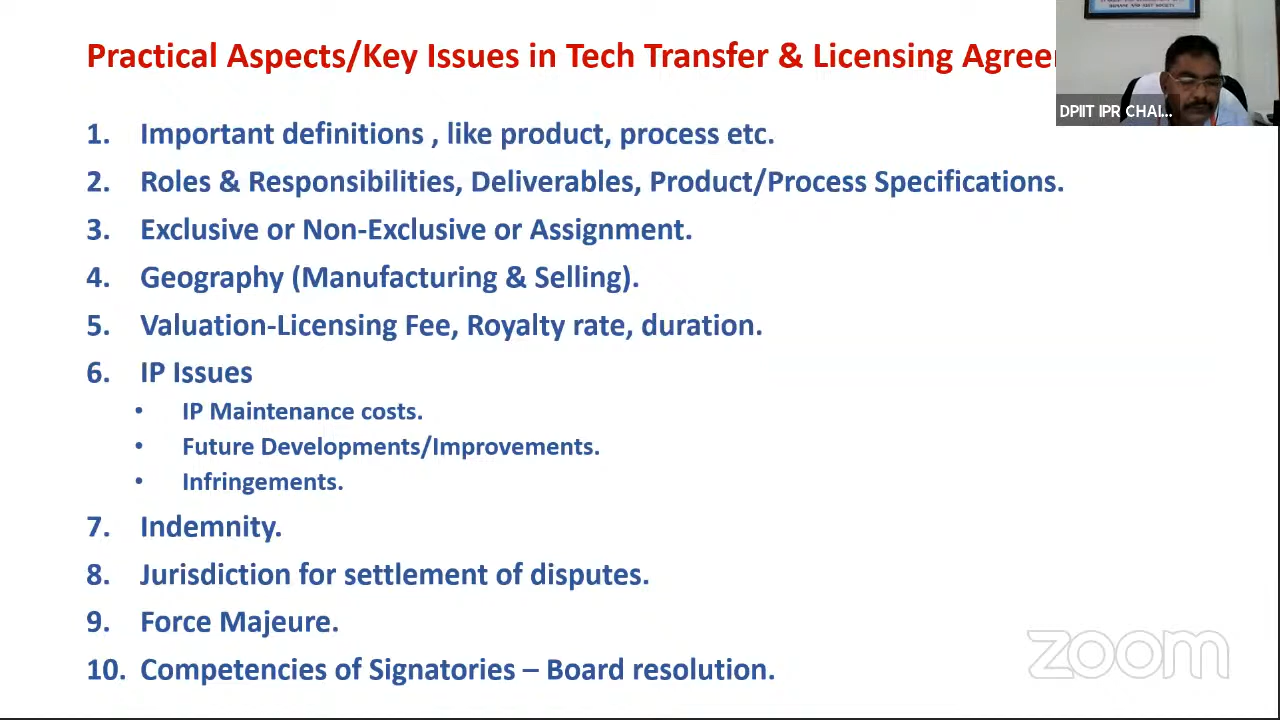 Practical Aspects/Key Issues in Tech Transfer & Licensing Agreer
DPIIT IPR CHAI...
1. Important definitions , like product, process etc.
2. Roles & Responsibilities, Deliverables, Product/Process Specifications.
3. Exclusive or Non-Exclusive or Assignment.
4. Geography (Manufacturing & Selling).
5. Valuation-Licensing Fee, Royalty rate, duration.
6. IP Issues
• IP Maintenance costs.
• Future Developments/Improvements.
• Infringements.
7. Indemnity.
8. Jurisdiction for settlement of disputes.
9. Force Majeure.
10. Competencies of Signatories – Board resolution.
zoom